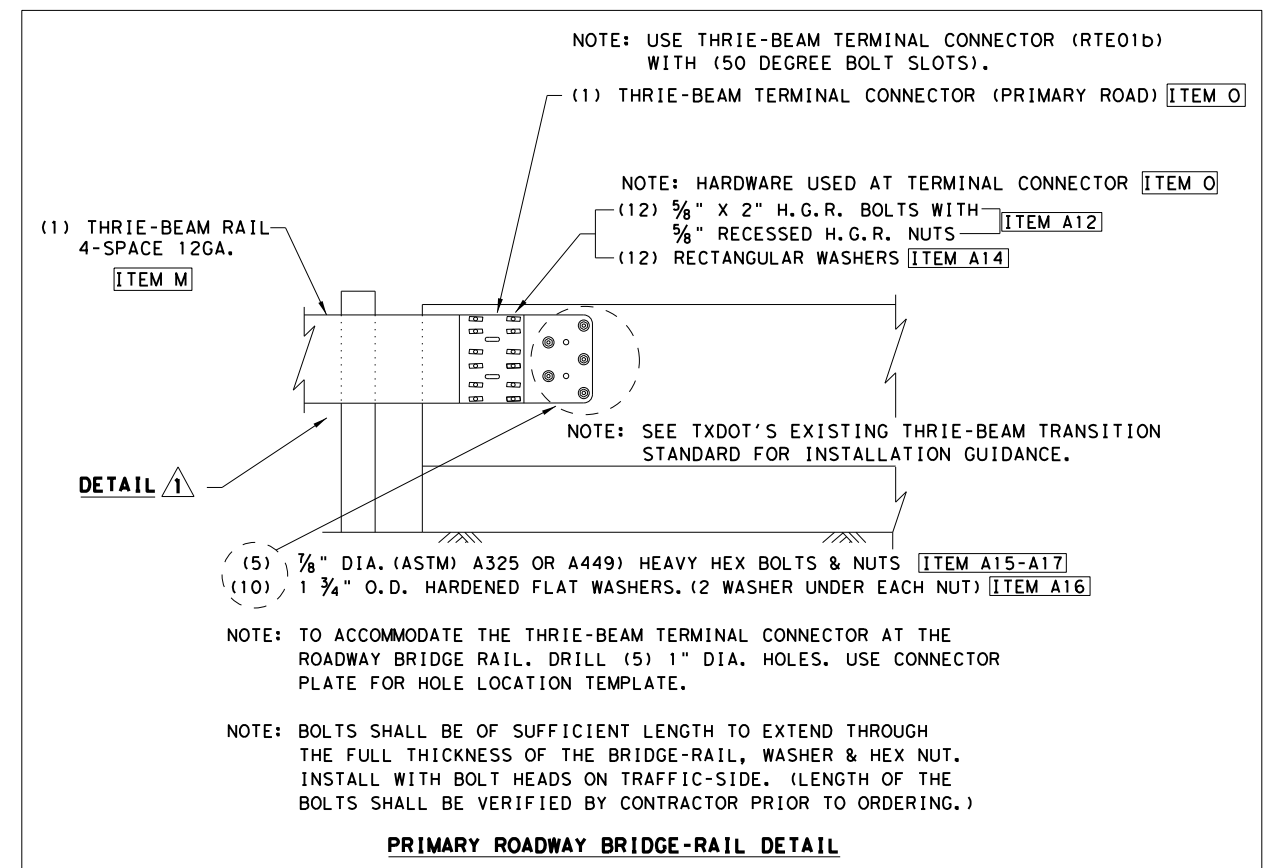 NOTE: USE THRIE-BEAM TERMINAL CONNECTOR (RTE01b)
WITH (50 DEGREE BOLT SLOTS).
(1) THRIE-BEAM TERMINAL CONNECTOR (PRIMARY ROAD) ITEM O
NOTE: HARDWARE USED AT TERMINAL CONNECTOR ITEM O
(12) 5/8" X 2" H.G.R. BOLTS WITH
5/8" RECESSED H.G.R. NUTS
ITEM A12
(12) RECTANGULAR WASHERS ITEM A14
(1) THRIE-BEAM RAIL
4-SPACE 12GA.
ITEM M
NOTE: SEE TXDOT'S EXISTING THRIE-BEAM TRANSITION
STANDARD FOR INSTALLATION GUIDANCE.
DETAIL 1
(5) 7/8" DIA. (ASTM) A325 OR A449) HEAVY HEX BOLTS & NUTS ITEM A15-A17
(10) 1 3/4" O.D. HARDENED FLAT WASHERS. (2 WASHER UNDER EACH NUT) ITEM A16
NOTE: TO ACCOMMODATE THE THRIE-BEAM TERMINAL CONNECTOR AT THE
ROADWAY BRIDGE RAIL. DRILL (5) 1" DIA. HOLES. USE CONNECTOR
PLATE FOR HOLE LOCATION TEMPLATE.
NOTE: BOLTS SHALL BE OF SUFFICIENT LENGTH TO EXTEND THROUGH
THE FULL THICKNESS OF THE BRIDGE-RAIL, WASHER & HEX NUT.
INSTALL WITH BOLT HEADS ON TRAFFIC-SIDE. (LENGTH OF THE
BOLTS SHALL BE VERIFIED BY CONTRACTOR PRIOR TO ORDERING.)
PRIMARY ROADWAY BRIDGE-RAIL DETAIL